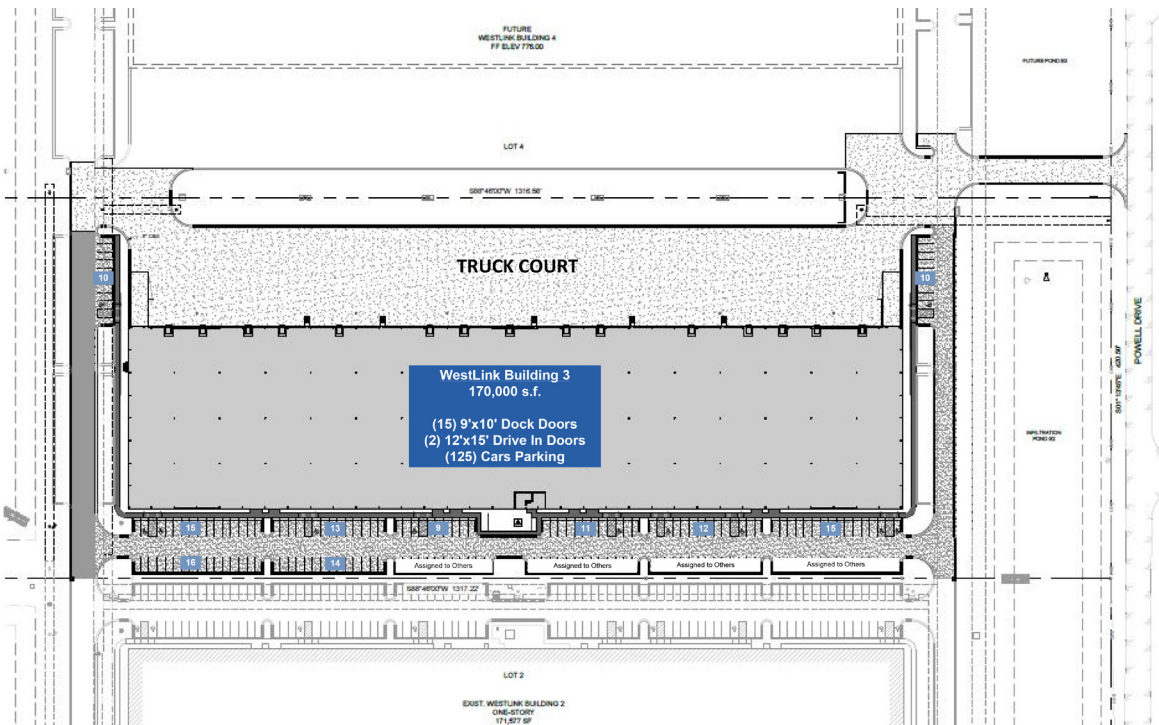 FUTURE
WESTLINK BUILDING 4
FF ELEV 776.00
FUTURE POND 83
LOT 4
S88°46'00"W 1316.56'
TRUCK COURT
10
10
POWELL DRIVE
WestLink Building 3
170,000 s.f.
(15) 9'x10' Dock Doors
(2) 12'x15' Drive In Doors
(125) Cars Parking
INFILTRATION
POND 92
15
13
9
11
12
15
16
14
Assigned to Others
Assigned to Others
Assigned to Others
Assigned to Others
S88°46'00"W 1317.22'
LOT 2
EXIST. WESTLINK BUILDING 2
ONE-STORY
171,577 SF